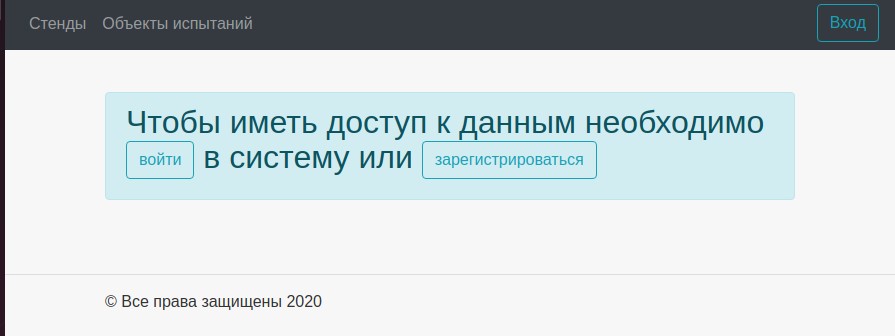 Стенды Объекты испытаний Вход
Чтобы иметь доступ к данным необходимо
войти в систему или зарегистрироваться
© Все права защищены 2020